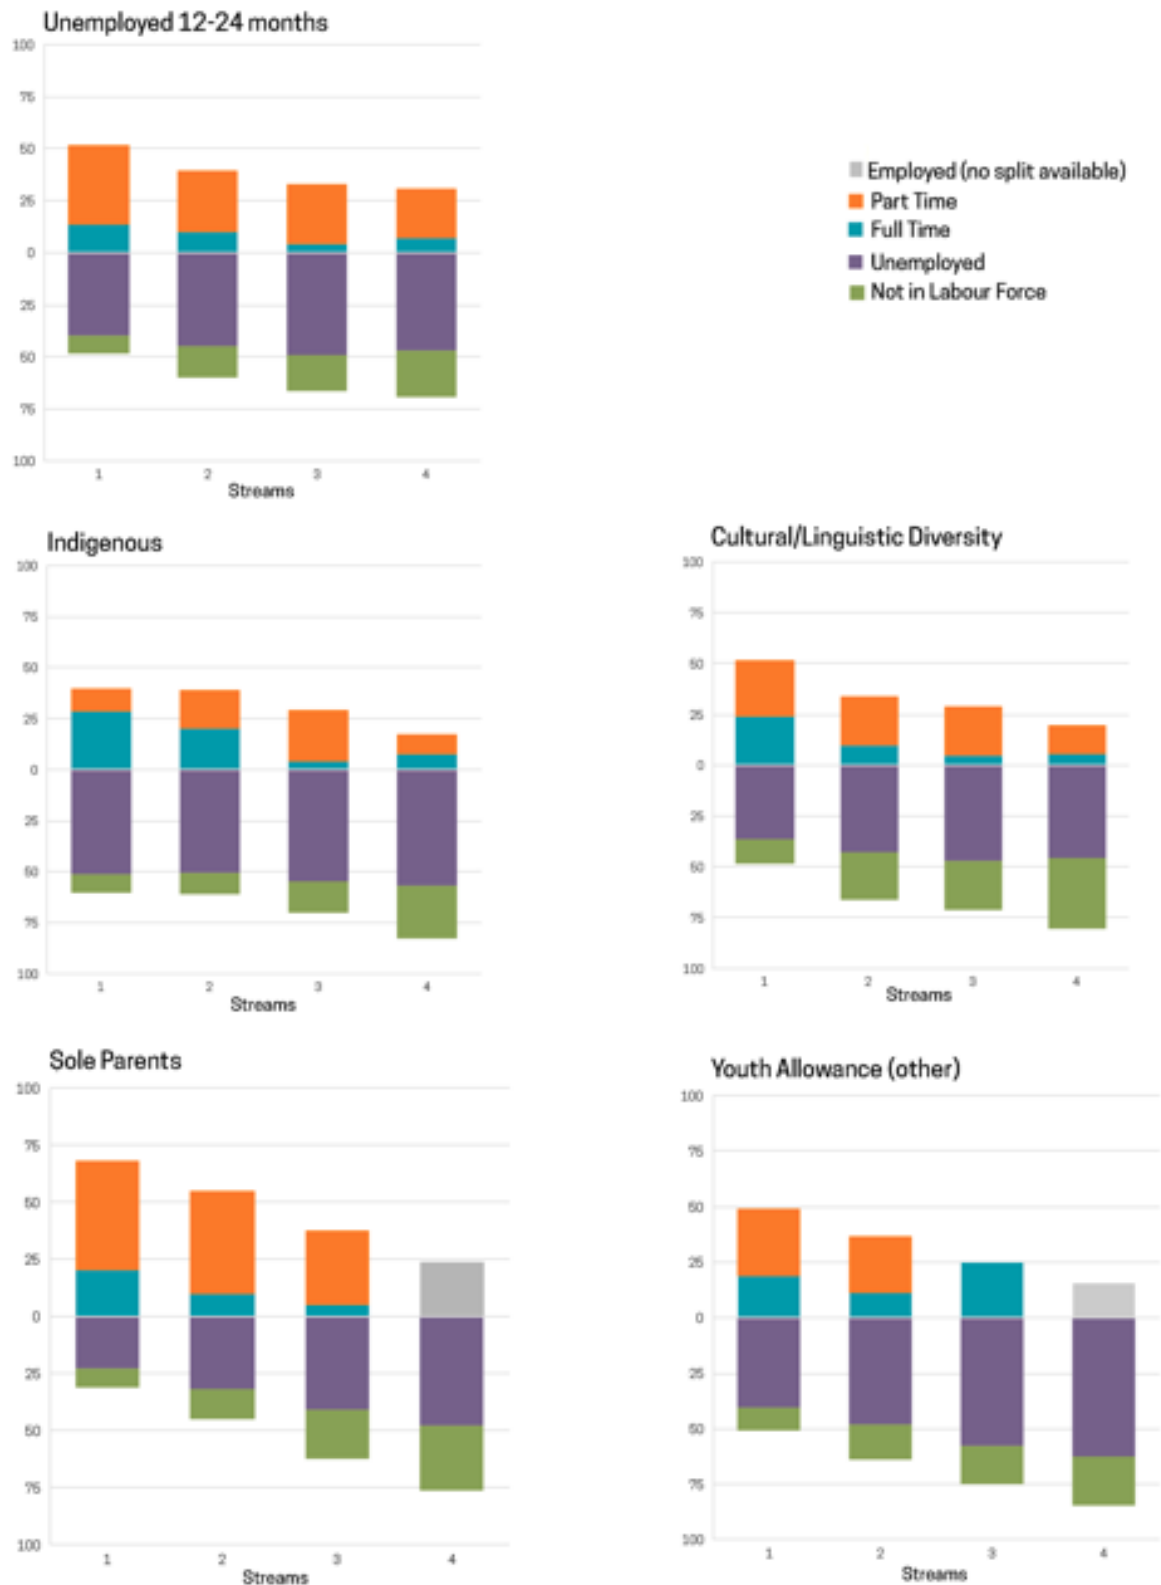 Unemployed 12-24 months
100
75
50
25
0
25
50
75
100
1 2 3 4
Streams
Employed (no split available)
Part Time
Full Time
Unemployed
Not in Labour Force
Indigenous
100
75
50
25
0
25
50
75
100
1 2 3 4
Streams
Cultural/Linguistic Diversity
100
75
50
25
0
25
50
75
100
1 2 3 4
Streams
Sole Parents
100
75
50
25
0
25
50
75
100
1 2 3 4
Streams
Youth Allowance (other)
100
75
50
25
0
25
50
75
100
1 2 3 4
Streams